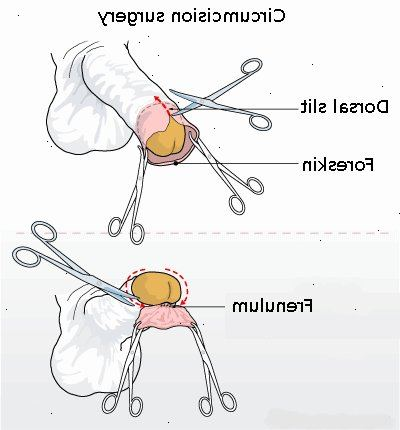 Circumcision surgery
Dorsal slit
Foreskin
Frenulum